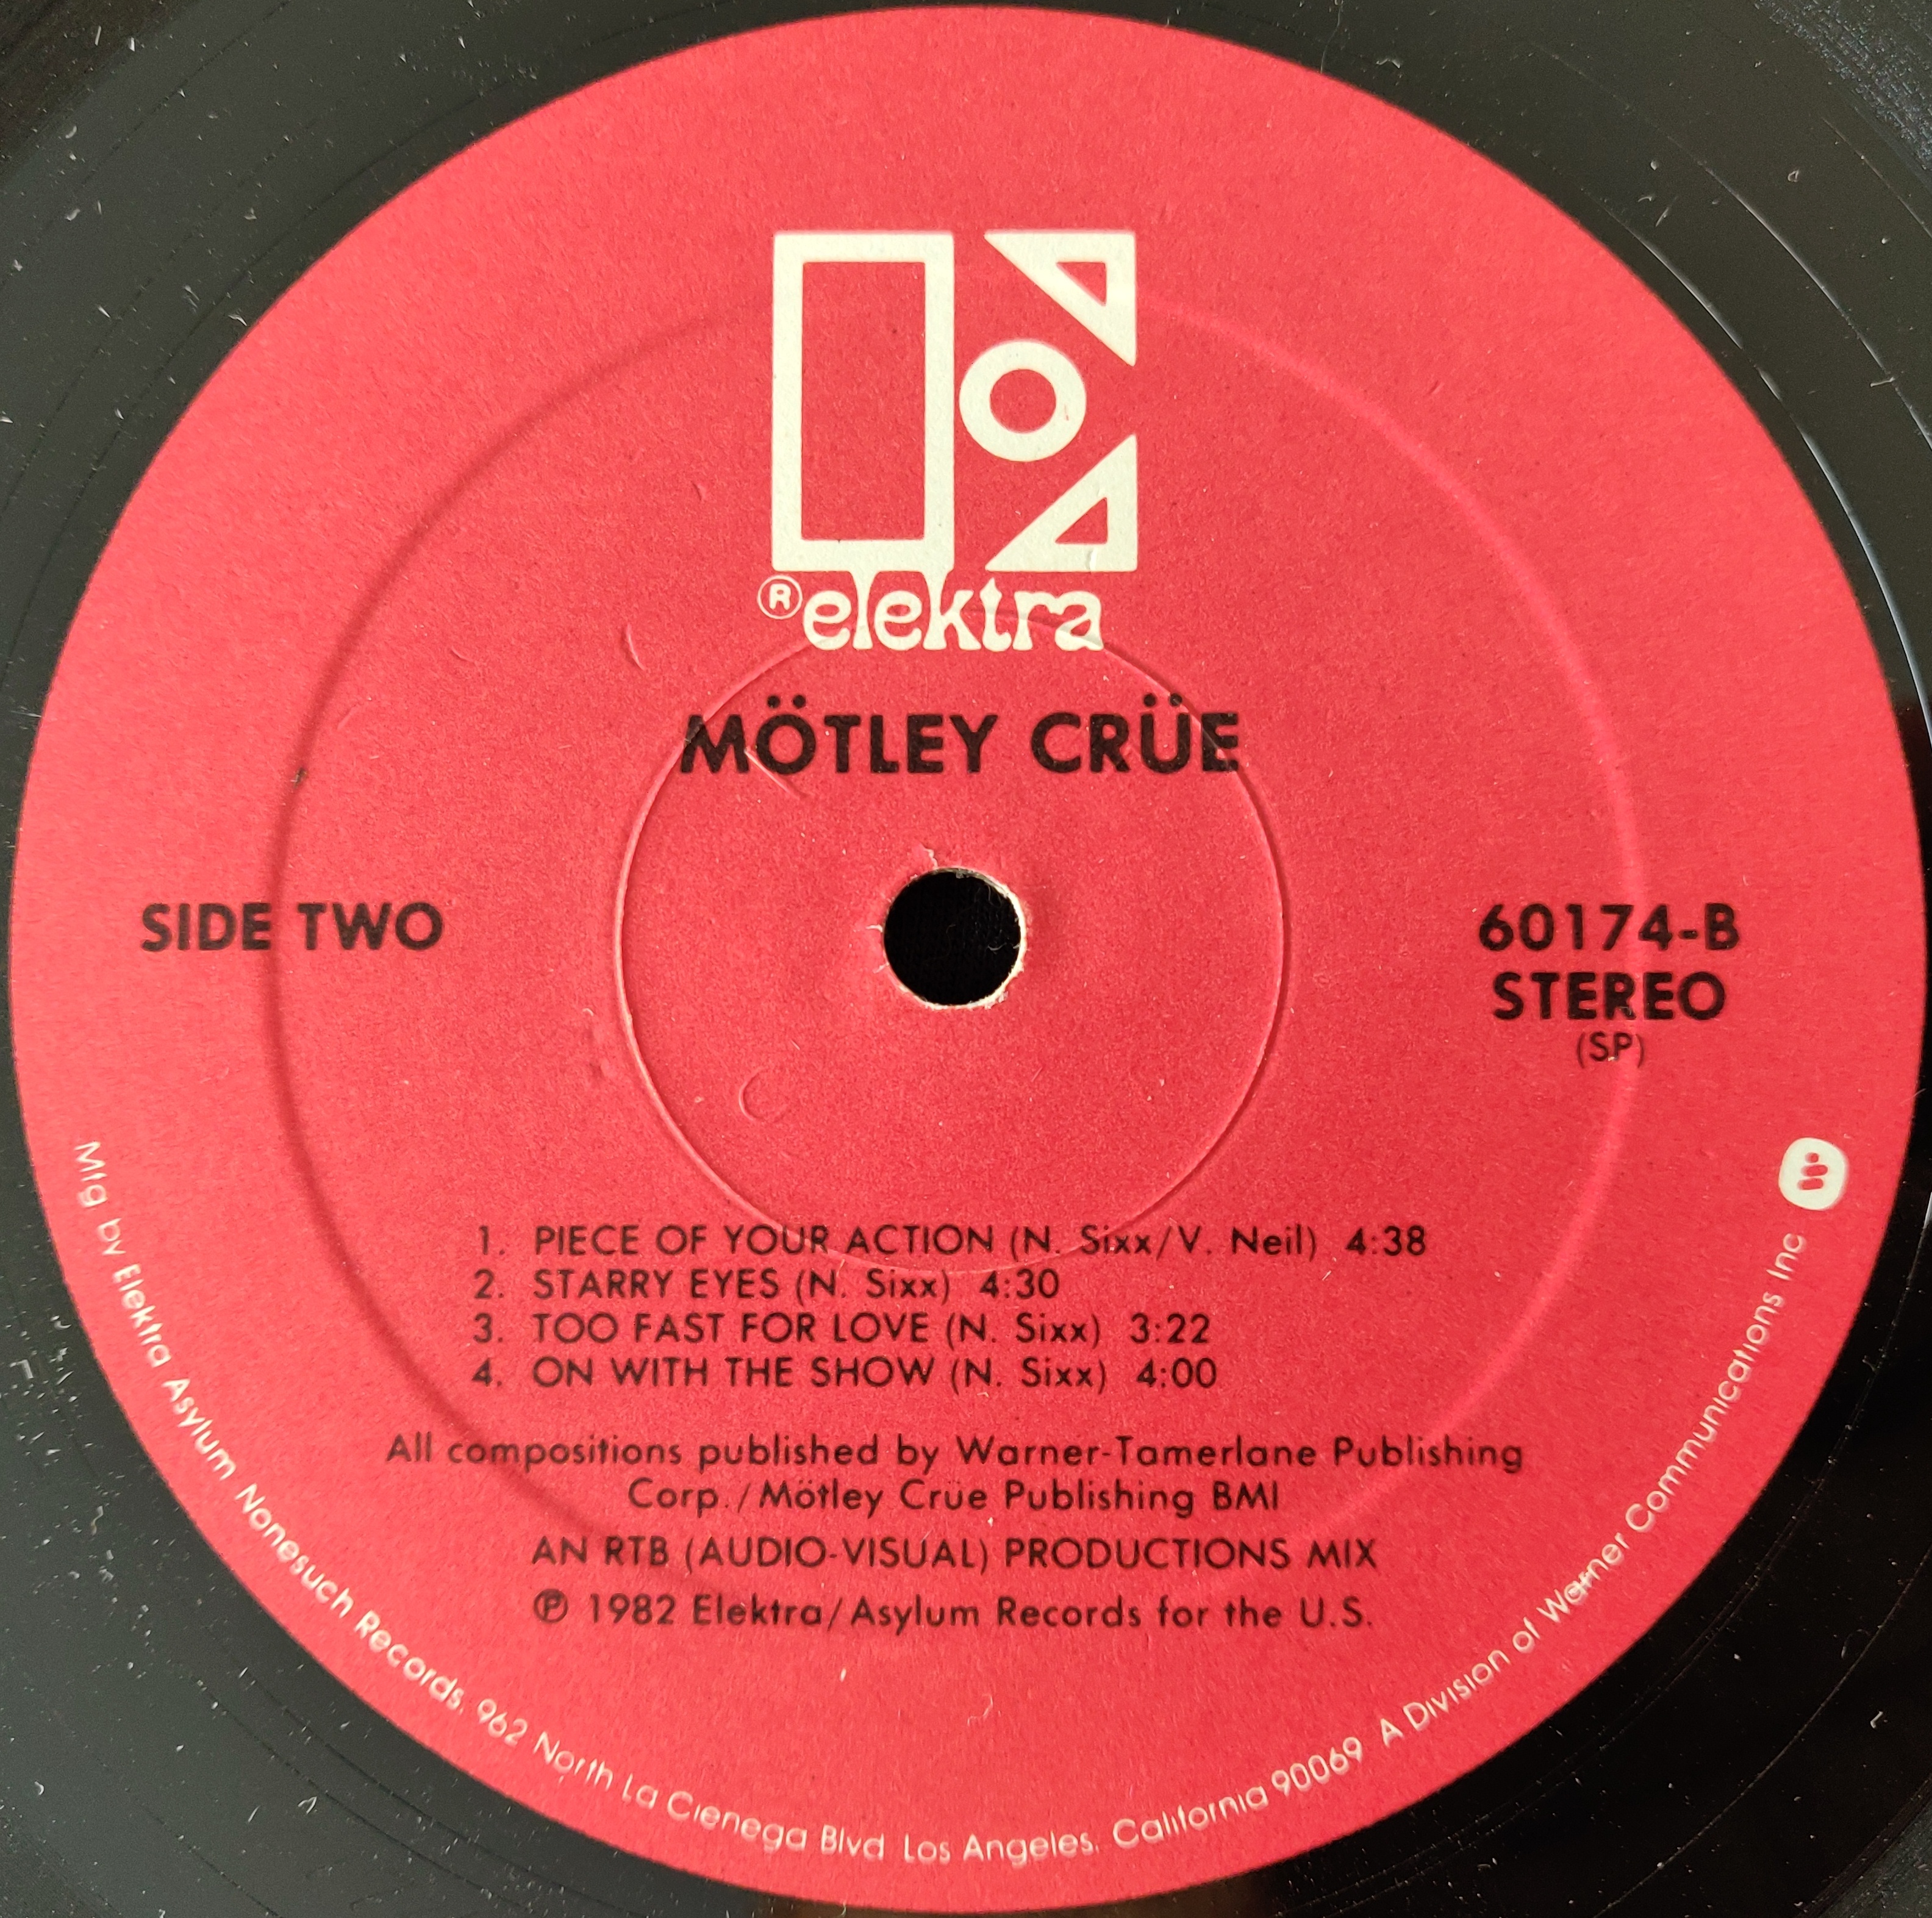 ® elektra
MÖTLEY CRÜE
SIDE TWO
60174-B
STEREO
(SP)
1. PIECE OF YOUR ACTION (N. Sixx/V. Neil) 4:38
2. STARRY EYES (N. Sixx) 4:30
3. TOO FAST FOR LOVE (N. Sixx) 3:22
4. ON WITH THE SHOW (N. Sixx) 4:00
All compositions published by Warner-Tamerlane Publishing
Corp./Mötley Crüe Publishing BMI
AN RTB (AUDIO-VISUAL) PRODUCTIONS MIX
℗ 1982 Elektra/Asylum Records for the U.S.
Mfg by Elektra Asylum Nonesuch Records, 962 North La Cienega Blvd Los Angeles, California 90069 A Division of Warner Communications Inc